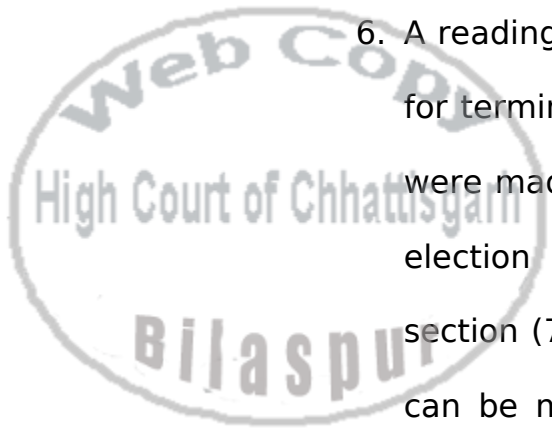 Web Copy
High Court of Chhattisgarh
Bilaspur
6. A reading
for termin
were mad
election
section (7
can be m